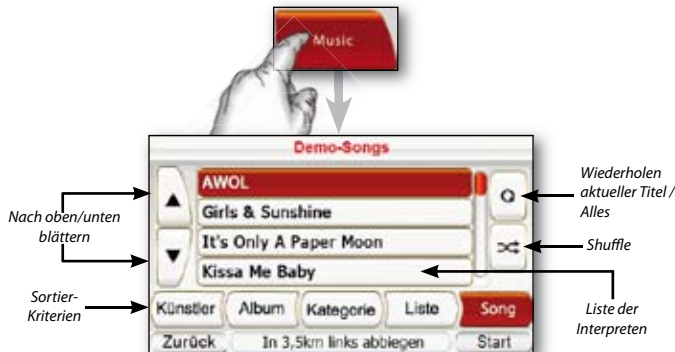 Music
Demo-Songs
AWOL
Girls & Sunshine
It's Only A Paper Moon
Kissa Me Baby
Künstler
Album
Kategorie
Liste
Song
Zurück
In 3,5km links abbiegen
Start
Nach oben/unten
blättern
Sortier-
Kriterien
Wiederholen
aktueller Titel /
Alles
Shuffle
Liste der
Interpreten